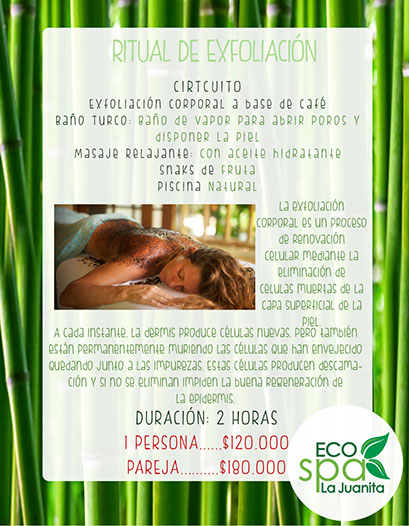 RITUAL DE EXFOLIACIÓN
CIRTCUITO
EXFOLIACIÓN CORPORAL A BASE DE CAFÉ
BAÑO TURCO: BAÑO DE VAPOR PARA ABRIR POROS Y
DISPONER LA PIEL
MASAJE RELAJANTE: CON ACEITE HIDRATANTE
SNAKS DE FRUTA
PISCINA NATURAL
LA EXFOLIACIÓN
CORPORAL ES UN PROCESO
DE RENOVACIÓN
CELULAR MEDIANTE LA
ELIMINACIÓN DE
CÉLULAS MUERTAS DE LA
CAPA SUPERFICIAL DE LA
PIEL.
A CADA INSTANTE, LA DERMIS PRODUCE CÉLULAS NUEVAS, PERO TAMBIÉN
ESTÁN PERMANENTEMENTE MURIENDO LAS CÉLULAS QUE HAN ENVEJECIDO
QUEDANDO JUNTO A LAS IMPUREZAS, ESTAS CÉLULAS PRODUCEN DESCAMA-
CIÓN Y SI NO SE ELIMINAN IMPIDEN LA BUENA REGENERACIÓN DE
LA EPIDERMIS.
DURACIÓN: 2 HORAS
1 PERSONA......$120.000
PAREJA..........$180.000
ECO
spa
La Juanita